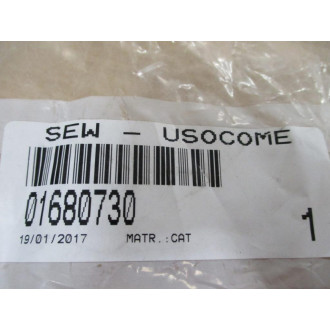 SEW - USOCOME
01680730
1
19/01/2017 MATR.:CAT